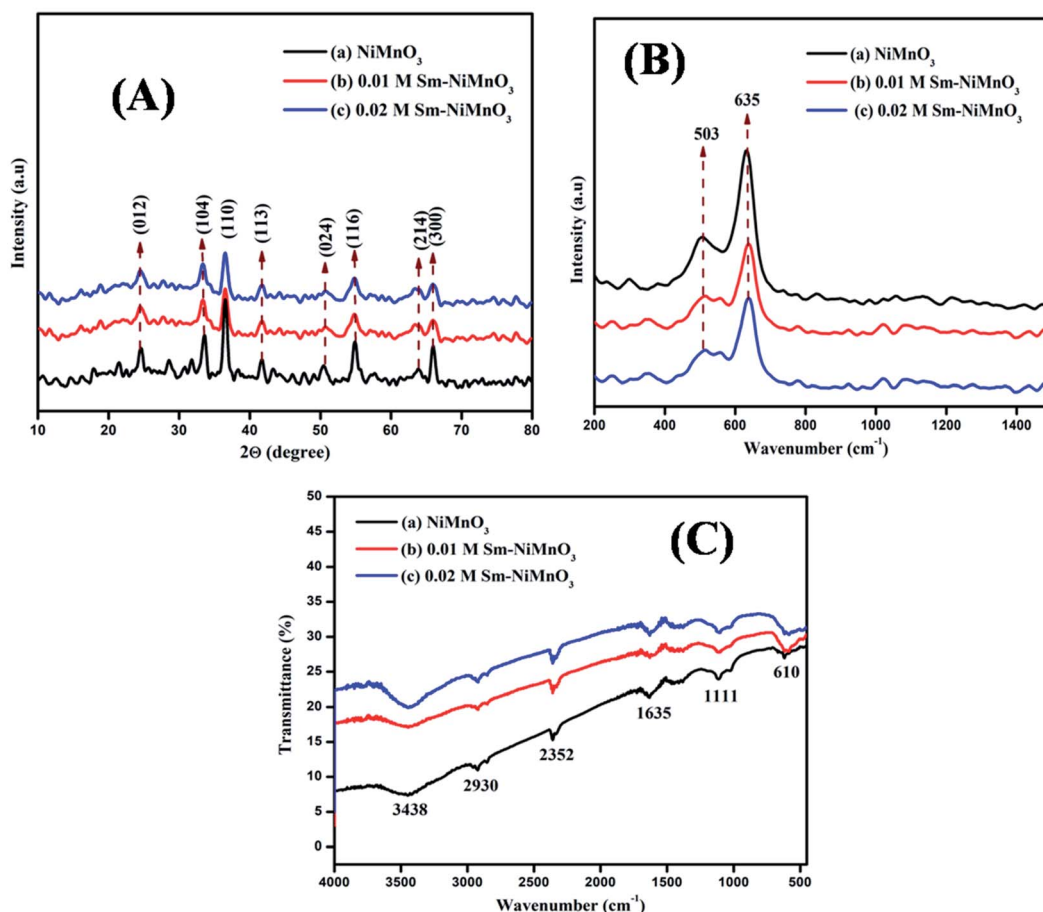 (A)
(a) NiMnO₃
(b) 0.01 M Sm-NiMnO₃
(c) 0.02 M Sm-NiMnO₃
(012)
(104)
(110)
(113)
(024)
(116)
(214)
(300)
Intensity (a.u)
10 20 30 40 50 60 70 80
2Θ (degree)
(B)
(a) NiMnO₃
(b) 0.01 M Sm-NiMnO₃
(c) 0.02 M Sm-NiMnO₃
503
635
Intensity (a.u)
200 400 600 800 1000 1200 1400
Wavenumber (cm⁻¹)
(C)
(a) NiMnO₃
(b) 0.01 M Sm-NiMnO₃
(c) 0.02 M Sm-NiMnO₃
50
45
40
35
30
25
20
15
10
5
0
Transmittance (%)
3438
2930
2352
1635
1111
610
4000 3500 3000 2500 2000 1500 1000 500
Wavenumber (cm⁻¹)